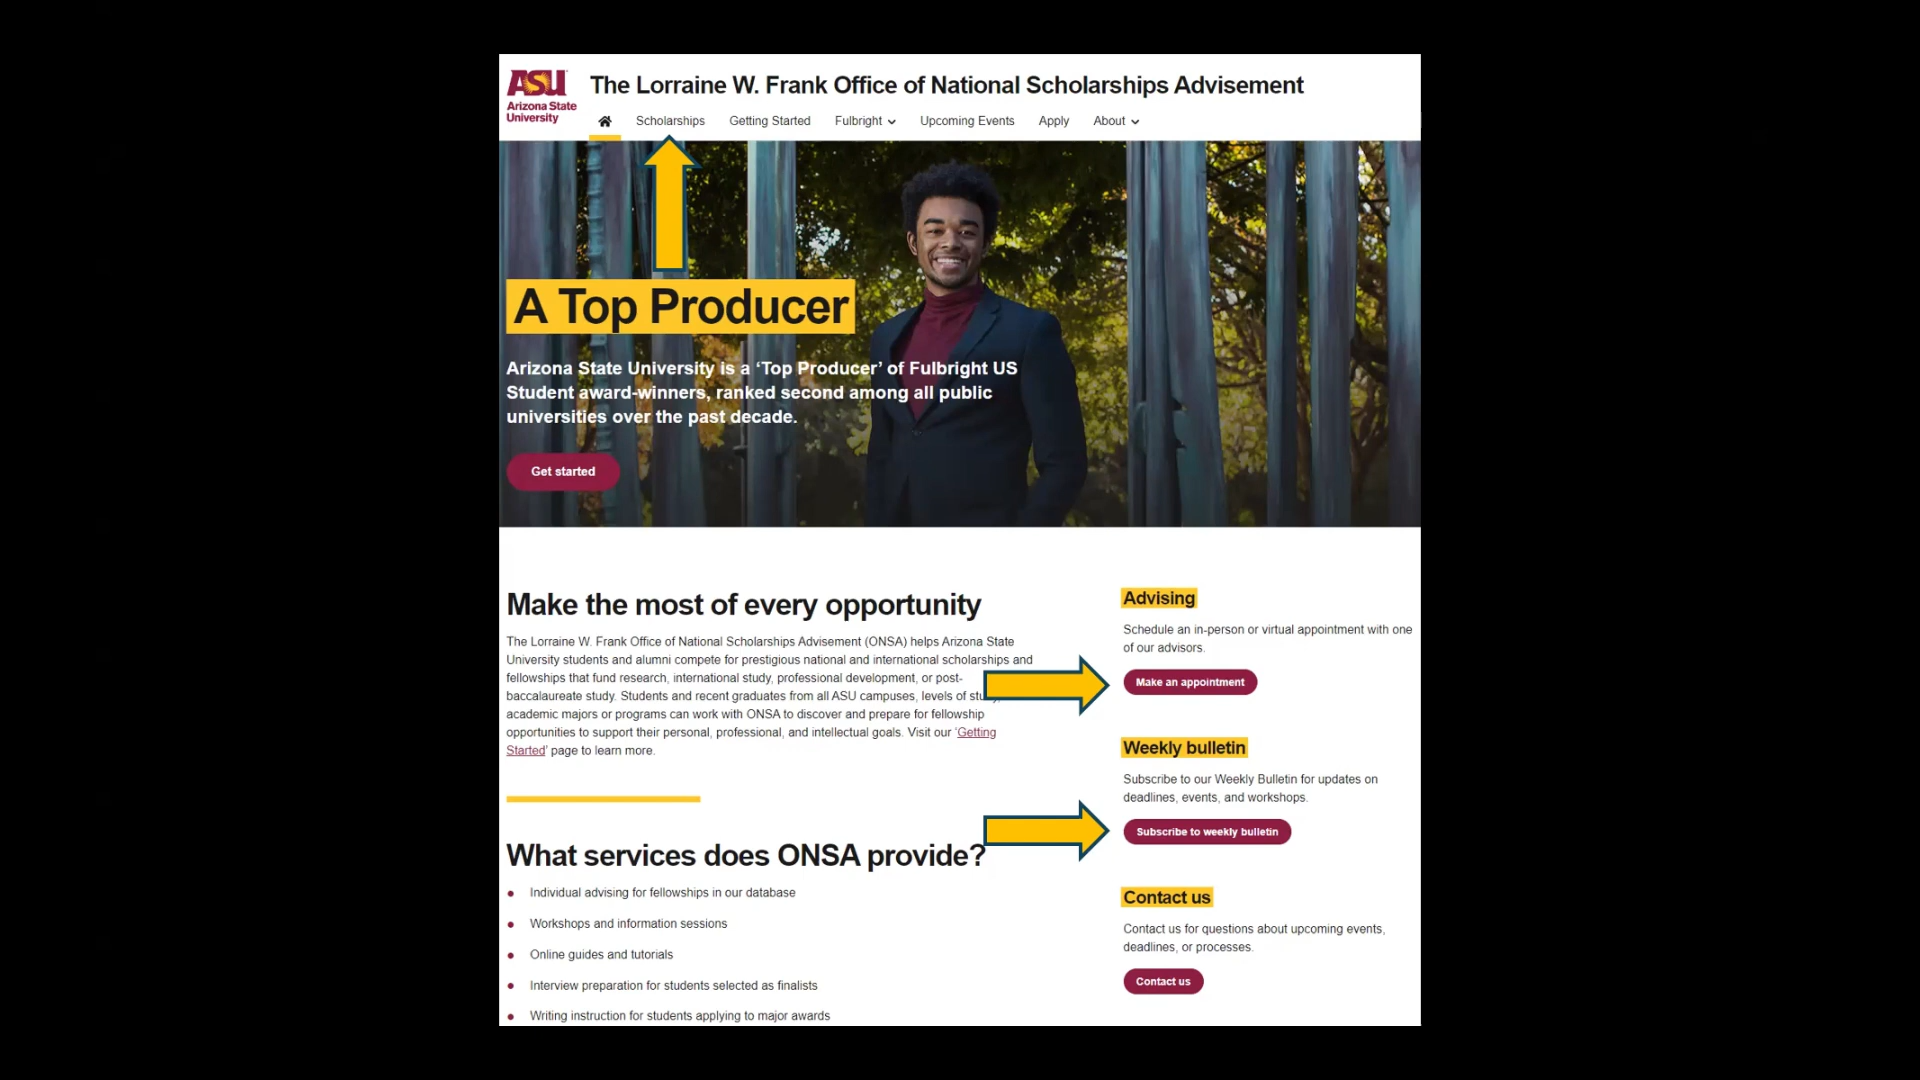 ASU
Arizona State
University
The Lorraine W. Frank Office of National Scholarships Advisement
Scholarships
Getting Started
Fulbright
Upcoming Events
Apply
About
A Top Producer
Arizona State University is a ‘Top Producer’ of Fulbright US
Student award-winners, ranked second among all public
universities over the past decade.
Get started
Make the most of every opportunity
The Lorraine W. Frank Office of National Scholarships Advisement (ONSA) helps Arizona State
University students and alumni compete for prestigious national and international scholarships and
fellowships that fund research, international study, professional development, or post-
baccalaureate study. Students and recent graduates from all ASU campuses, levels of
academic majors or programs can work with ONSA to discover and prepare for fellowship
opportunities to support their personal, professional, and intellectual goals. Visit our ‘Getting
Started’ page to learn more.
What services does ONSA provide?
Individual advising for fellowships in our database
Workshops and information sessions
Online guides and tutorials
Interview preparation for students selected as finalists
Writing instruction for students applying to major awards
Advising
Schedule an in-person or virtual appointment with one
of our advisors.
Make an appointment
Weekly bulletin
Subscribe to our Weekly Bulletin for updates on
deadlines, events, and workshops.
Subscribe to weekly bulletin
Contact us
Contact us for questions about upcoming events,
deadlines, or processes.
Contact us